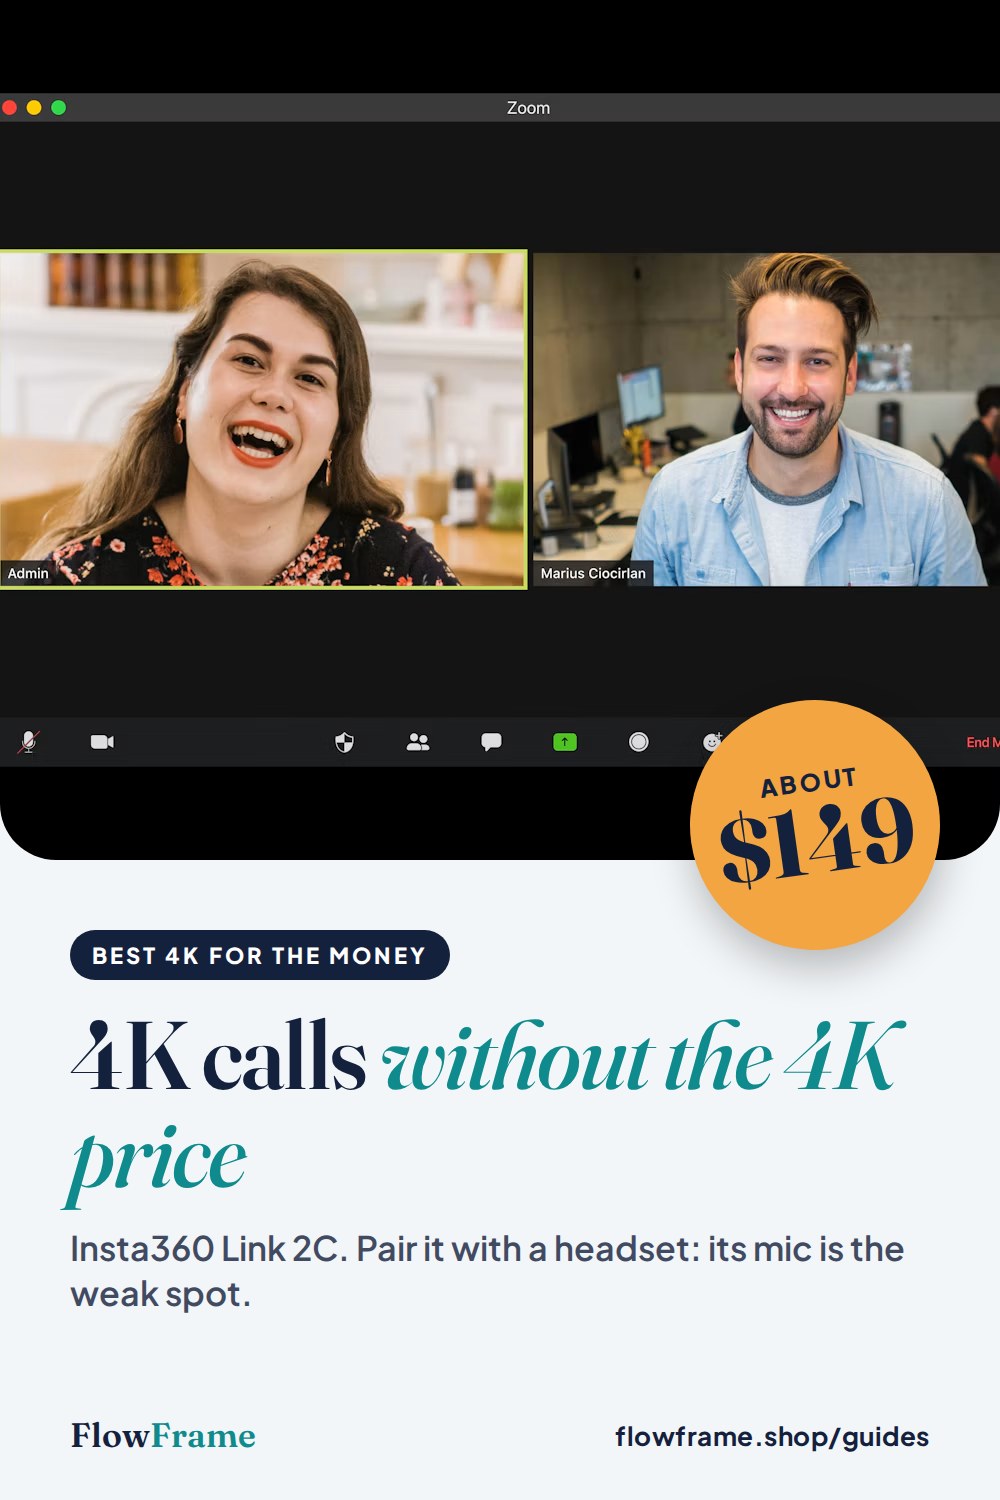 Zoom
Admin
Marius Ciocirlan
End M
ABOUT
$149
BEST 4K FOR THE MONEY
4K calls without the 4K
price
Insta360 Link 2C. Pair it with a headset: its mic is the
weak spot.
FlowFrame
flowframe.shop/guides